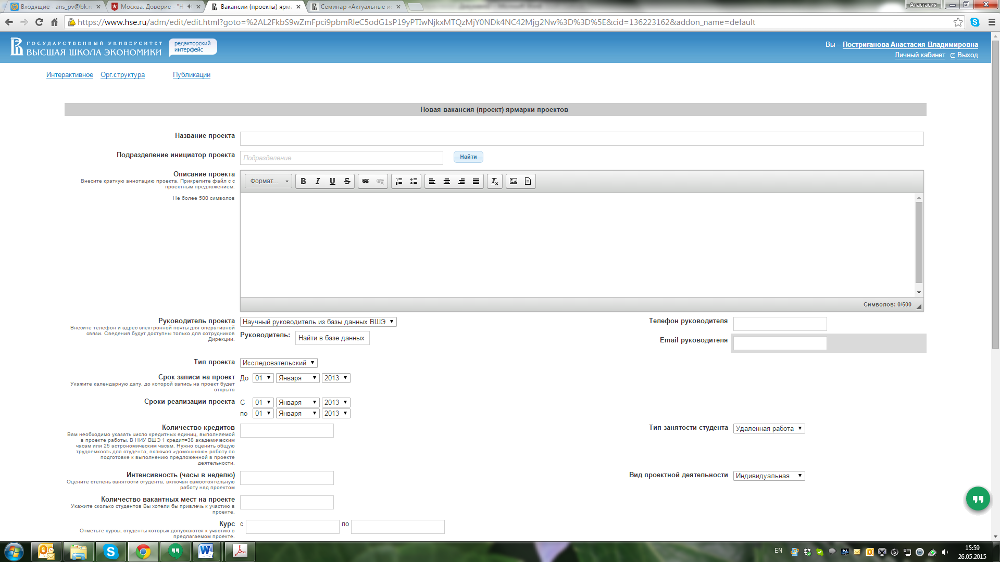 Входящие - ans_pv@bk.ru
Москва. Доверие - "Н
Вакансии (проекты) ярма
Семинар «Актуальные ис
Анастасия
https://www.hse.ru/adm/edit/edit.html?goto=%2AL2FkbS9wZmFpci9pbmRleC5odG1sP19yPTIwNjkxMTQzMjY0NDk4NC42Mjg2Nw%3D%3D%5E&cid=136223162&addon_name=default
ГОСУДАРСТВЕННЫЙ УНИВЕРСИТЕТ
ВЫСШАЯ ШКОЛА ЭКОНОМИКИ
редакторский
интерфейс
Вы – Постриганова Анастасия Владимировна
Личный кабинет Выход
Интерактивное Орг.структура Публикации
Новая вакансия (проект) ярмарки проектов
Название проекта
Подразделение инициатор проекта Подразделение Найти
Описание проекта
Внесите краткую аннотацию проекта. Прикрепите файл с с
проектным предложением.
Не более 500 символов
Формат... B I U S
Символов: 0/500
Руководитель проекта Научный руководитель из базы данных ВШЭ
Внесите телефон и адрес электронной почты для оперативной
связи. Сведения будут доступны только для сотрудников
Дирекции.
Руководитель: Найти в базе данных
Телефон руководителя
Email руководителя
Тип проекта Исследовательский
Срок записи на проект До 01 Января 2013
Укажите календарную дату, до которой запись на проект будет
открыта
Сроки реализации проекта С 01 Января 2013
по 01 Января 2013
Количество кредитов
Вам необходимо указать число кредитных единиц, выполняемой
в проекте работы. В НИУ ВШЭ 1 кредит=38 академическим
часам или 25 астрономическим часам. Нужно оценить общую
трудоемкость для студента, включая «домашнюю» работу по
подготовке к выполнению предложенной в проекте
деятельности.
Тип занятости студента Удаленная работа
Интенсивность (часы в неделю)
Оцените степень занятости студента, включая самостоятельную
работу над проектом
Вид проектной деятельности Индивидуальная
Количество вакантных мест на проекте
Укажите сколько студентов Вы хотели бы привлечь к участию в
проекте.
Курс с по
Отметьте курсы, студенты которых допускаются к участию в
предлагаемом проекте.
EN
15:59
26.05.2015